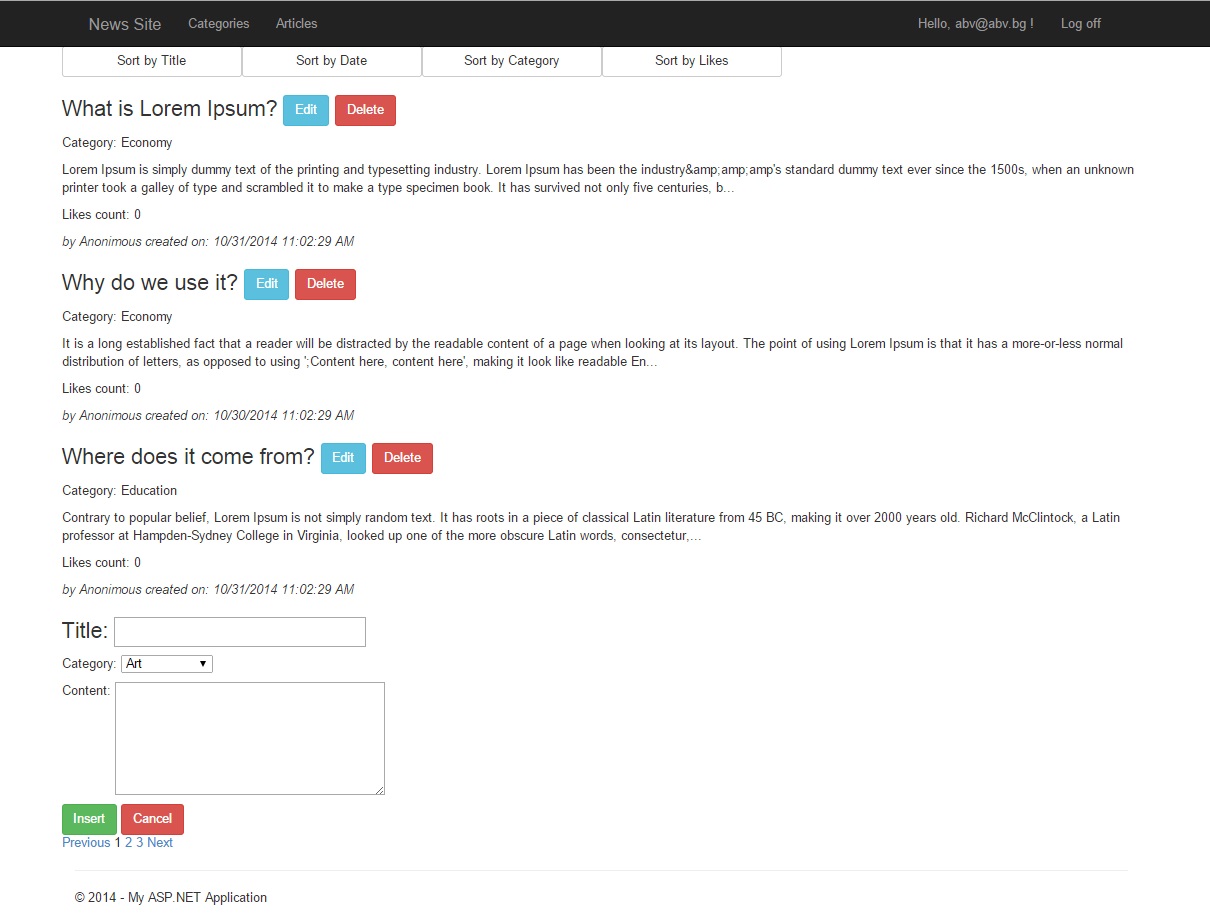 News Site Categories Articles Hello, abv@abv.bg ! Log off
Sort by Title Sort by Date Sort by Category Sort by Likes
What is Lorem Ipsum? Edit Delete
Category: Economy
Lorem Ipsum is simply dummy text of the printing and typesetting industry. Lorem Ipsum has been the industry&amp;amp;amp's standard dummy text ever since the 1500s, when an unknown
printer took a galley of type and scrambled it to make a type specimen book. It has survived not only five centuries, b...
Likes count: 0
by Anonimous created on: 10/31/2014 11:02:29 AM
Why do we use it? Edit Delete
Category: Economy
It is a long established fact that a reader will be distracted by the readable content of a page when looking at its layout. The point of using Lorem Ipsum is that it has a more-or-less normal
distribution of letters, as opposed to using ';Content here, content here', making it look like readable En...
Likes count: 0
by Anonimous created on: 10/30/2014 11:02:29 AM
Where does it come from? Edit Delete
Category: Education
Contrary to popular belief, Lorem Ipsum is not simply random text. It has roots in a piece of classical Latin literature from 45 BC, making it over 2000 years old. Richard McClintock, a Latin
professor at Hampden-Sydney College in Virginia, looked up one of the more obscure Latin words, consectetur,...
Likes count: 0
by Anonimous created on: 10/31/2014 11:02:29 AM
Title:
Category: Art
Content:
Insert Cancel
Previous 1 2 3 Next
© 2014 - My ASP.NET Application